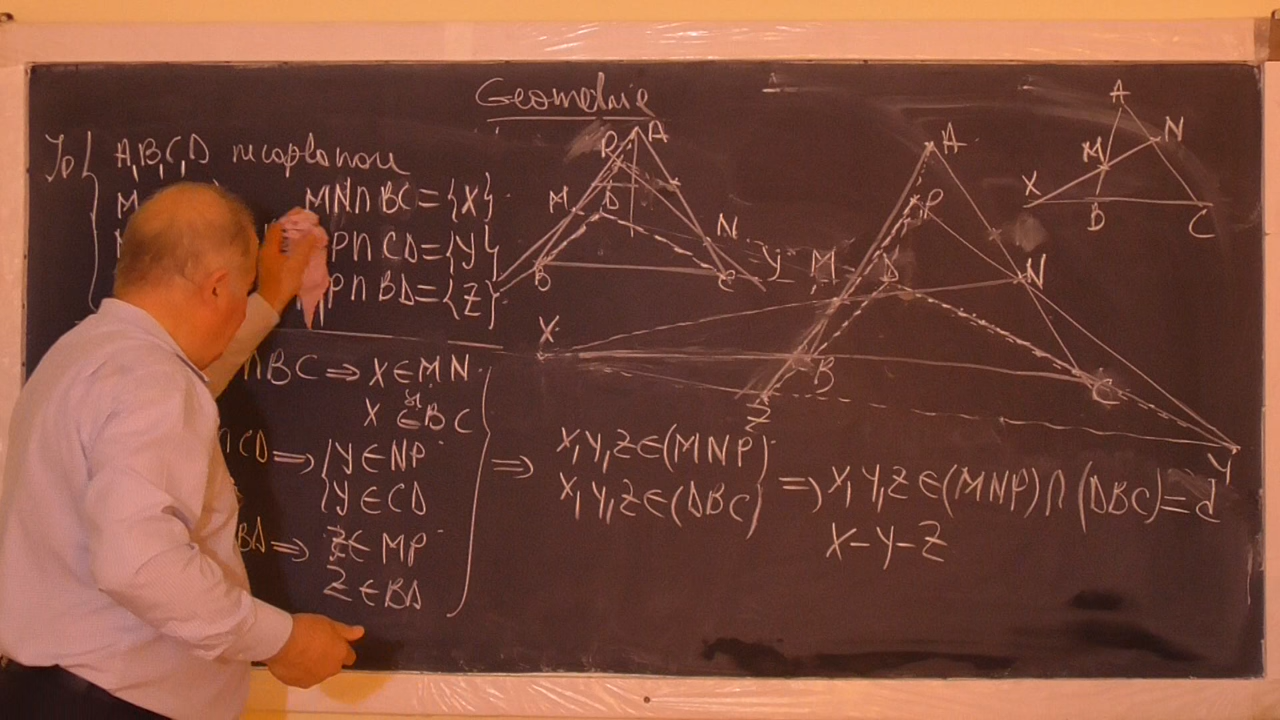 Geometrie
Ip { A, B, C, D necoplanare
M MN∩BC={X}
P∩CD={Y}
P∩BD={Z}
∩BC ⇒ X∈MN
X ∈BC
∩CD ⇒ Y∈NP
Y∈CD
BD ⇒ Z∈MP
Z∈BD
⇒ X,Y,Z∈(MNP)
X,Y,Z∈(DBC)
⇒ X,Y,Z∈(MNP)∩(DBC)=d
X-Y-Z
A
P
M
D
N
B
C
Y
A
P
M
D
N
X
B
C
Z
Y
A
N
M
X
B
C